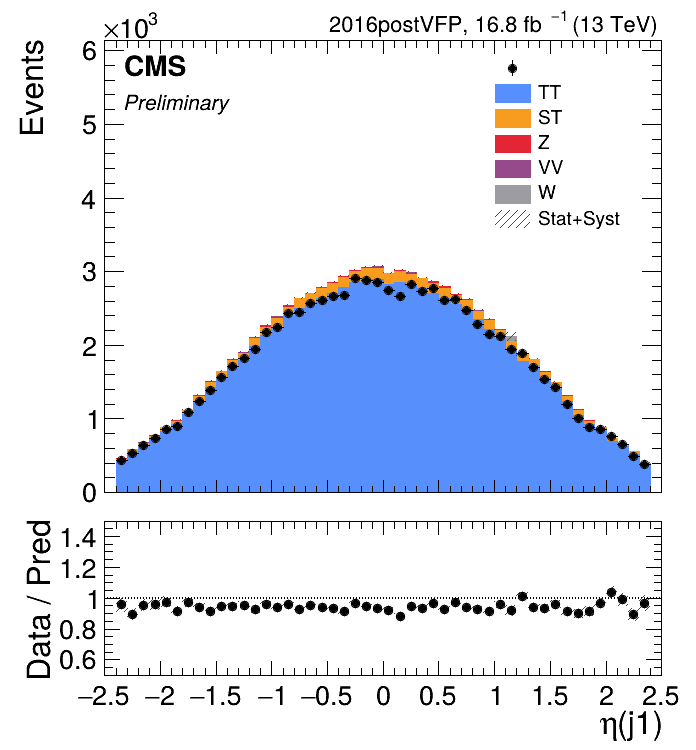 ×10³
2016postVFP, 16.8 fb ⁻¹ (13 TeV)
CMS
Preliminary
Events
6
5
4
3
2
1
0
TT
ST
Z
VV
W
Stat+Syst
Data / Pred
1.4
1.2
1
0.8
0.6
−2.5 −2 −1.5 −1 −0.5 0 0.5 1 1.5 2 2.5
η(j1)